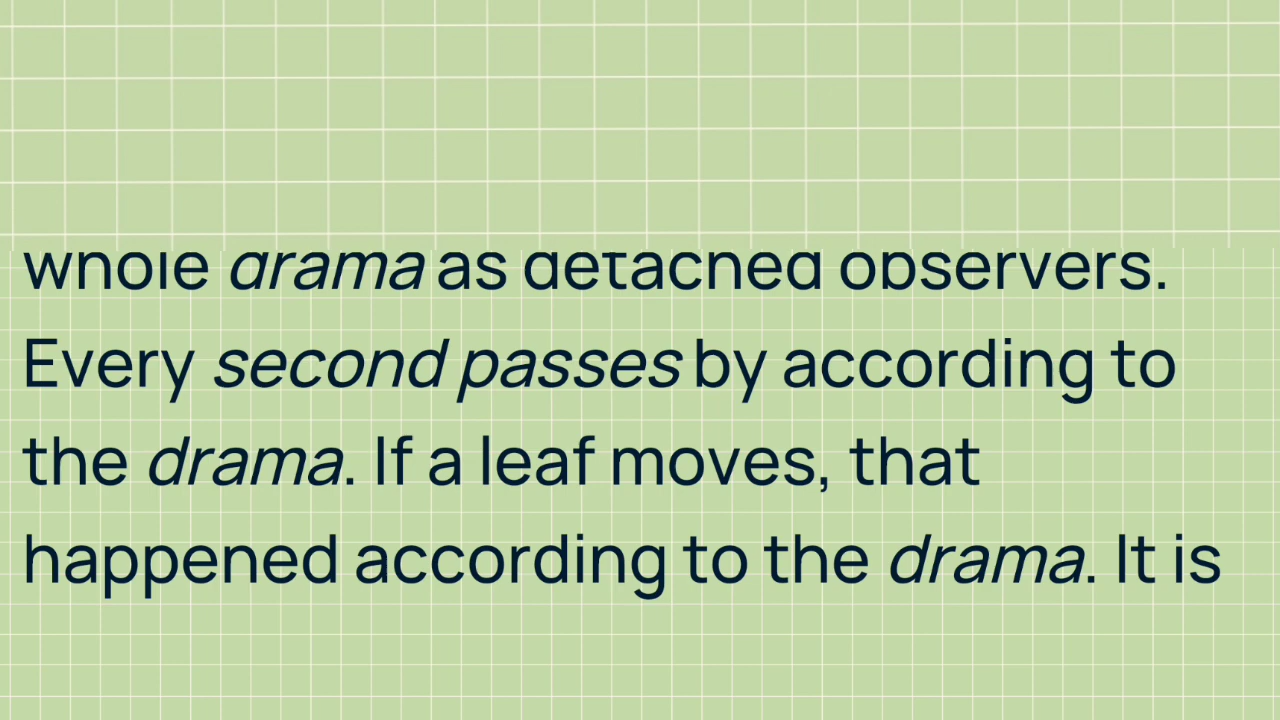 whole drama as detached observers.
Every second passes by according to
the drama. If a leaf moves, that
happened according to the drama. It is